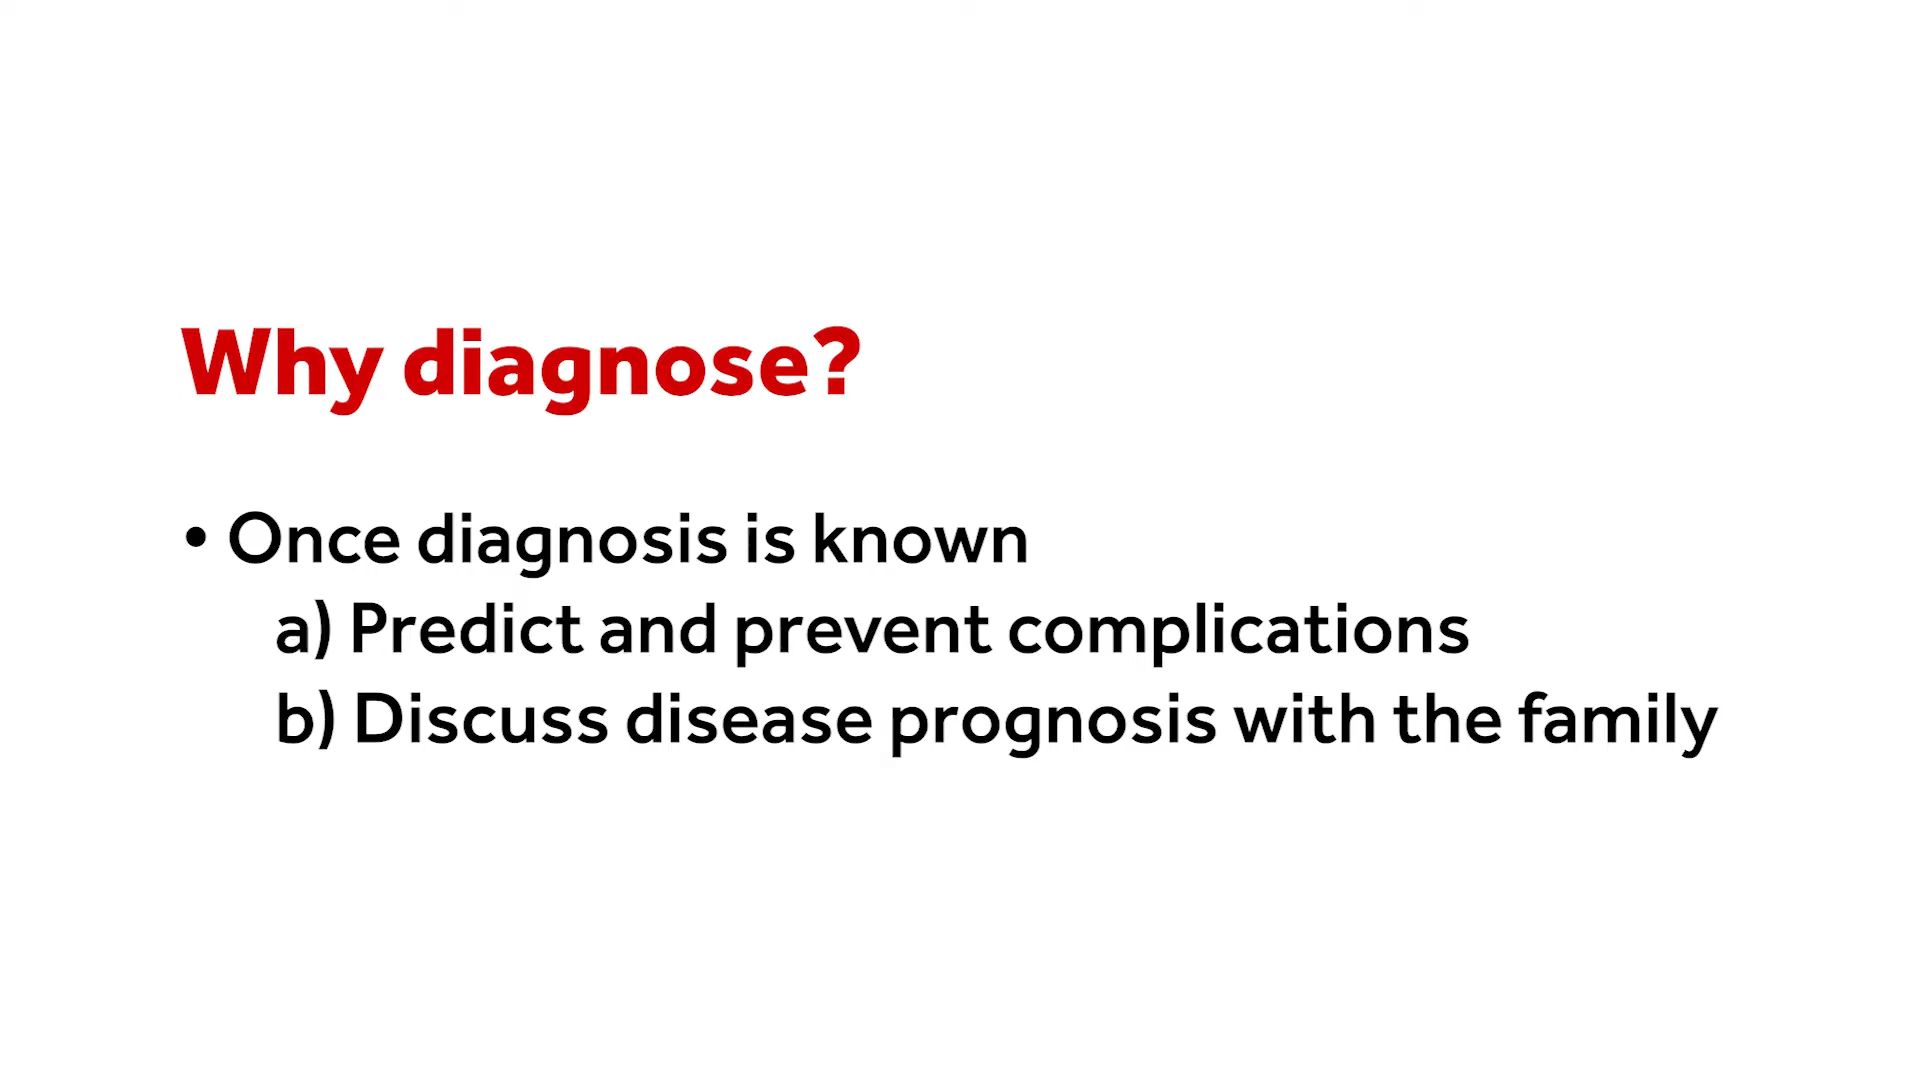 Why diagnose?
• Once diagnosis is known
a) Predict and prevent complications
b) Discuss disease prognosis with the family